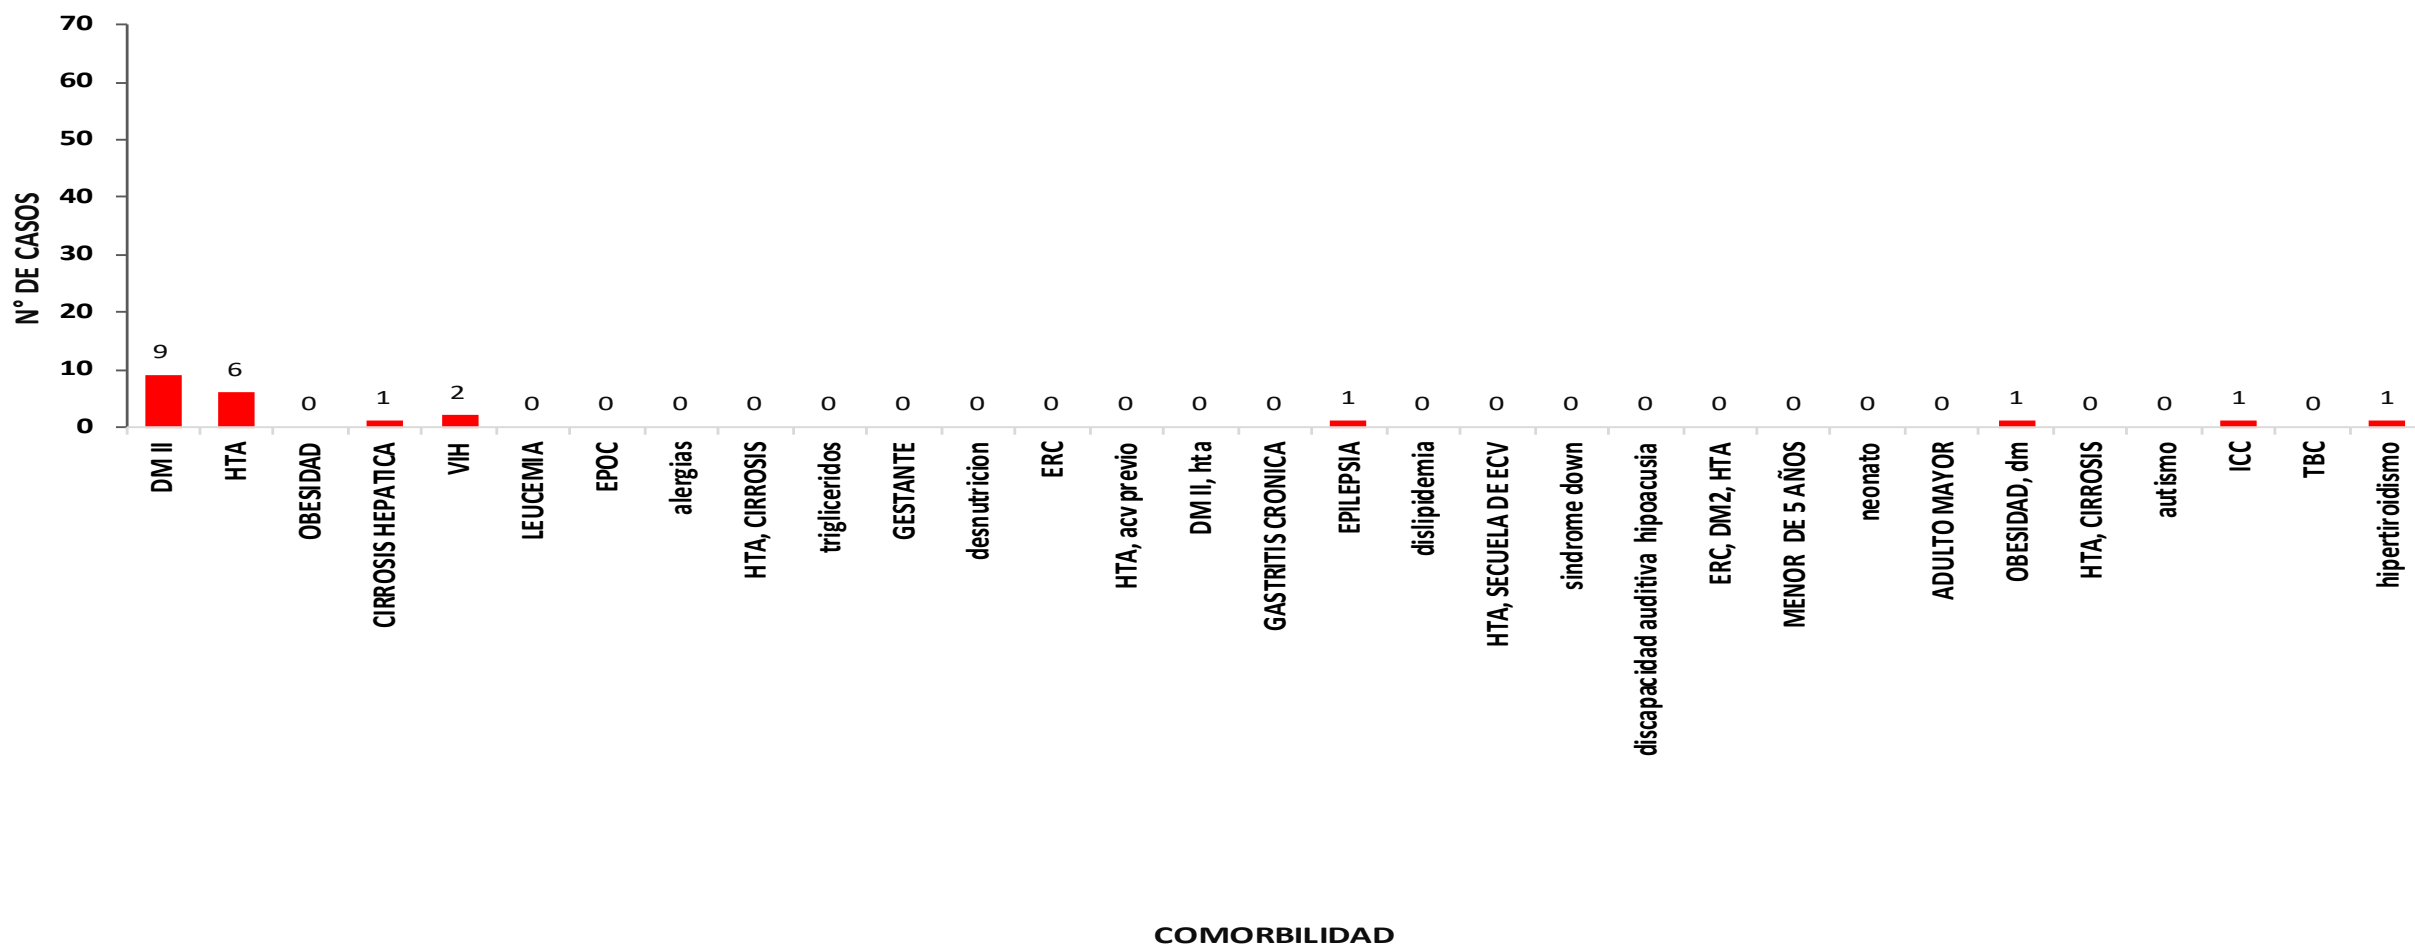 70
60
50
40
30
20
10
0
N° DE CASOS
9
6
0
1
2
0
0
0
0
0
0
0
0
0
0
0
1
0
0
0
0
0
0
0
0
1
0
0
1
0
1
DM II
HTA
OBESIDAD
CIRROSIS HEPATICA
VIH
LEUCEMIA
EPOC
alergias
HTA, CIRROSIS
trigliceridos
GESTANTE
desnutricion
ERC
HTA, acv previo
DM II, hta
GASTRITIS CRONICA
EPILEPSIA
dislipidemia
HTA, SECUELA DE ECV
sindrome down
discapacidad auditiva hipoacusia
ERC, DM2, HTA
MENOR DE 5 AÑOS
neonato
ADULTO MAYOR
OBESIDAD, dm
HTA, CIRROSIS
autismo
ICC
TBC
hipertiroidismo
COMORBILIDAD